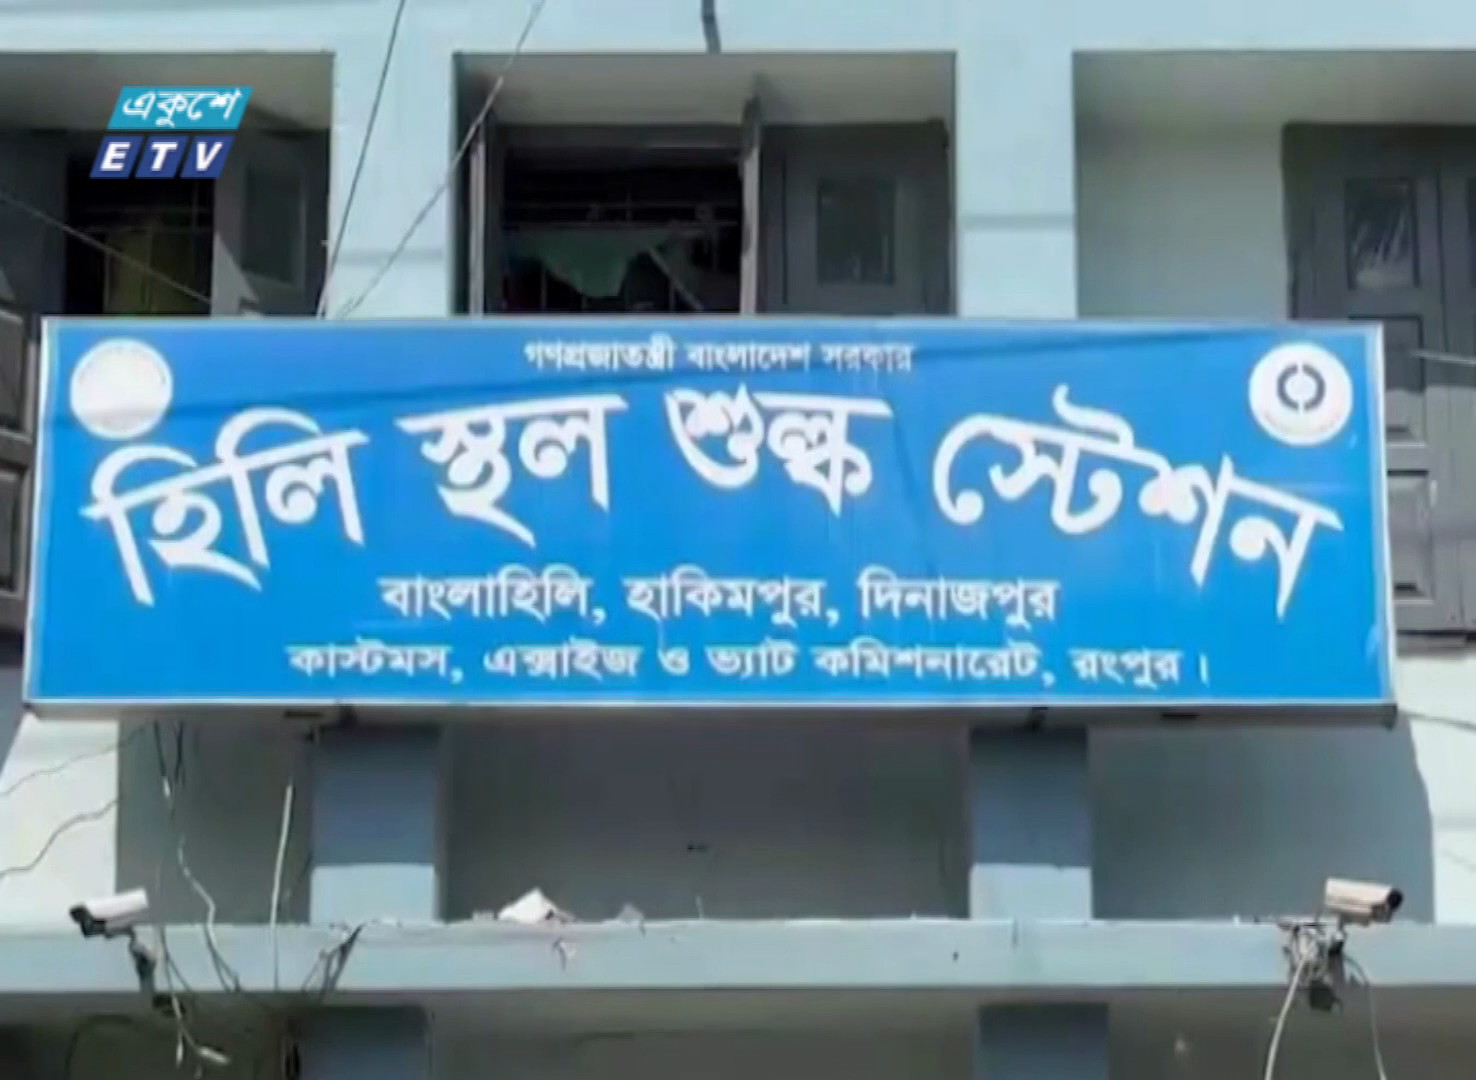 একুশে
ETV
গণপ্রজাতন্ত্রী বাংলাদেশ সরকার
হিলি স্থল শুল্ক স্টেশন
বাংলাহিলি, হাকিমপুর, দিনাজপুর
কাস্টমস, এক্সাইজ ও ভ্যাট কমিশনারেট, রংপুর।